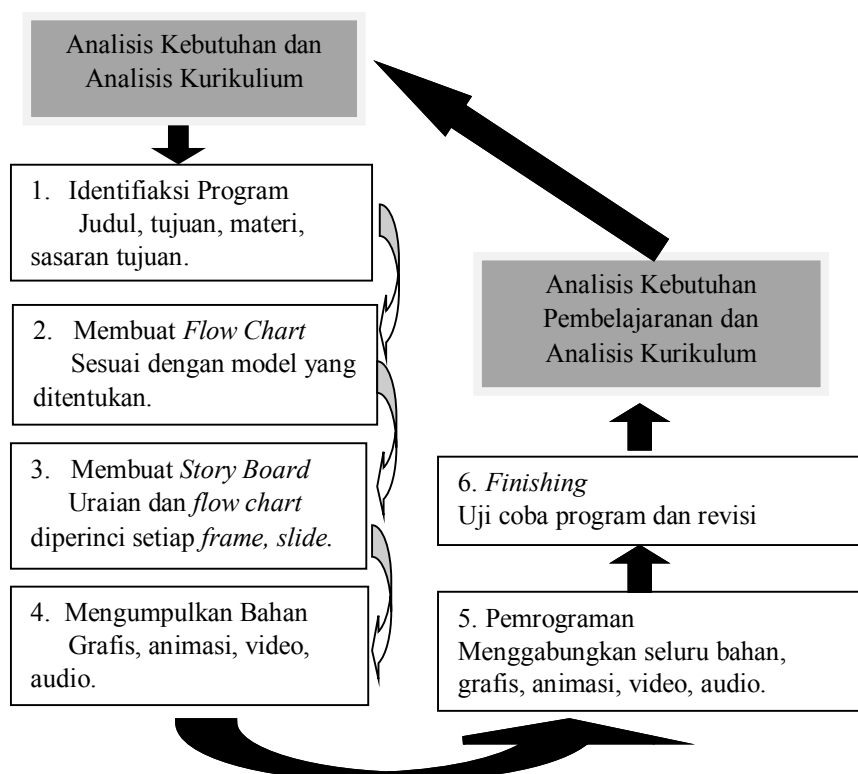 Analisis Kebutuhan dan
Analisis Kurikulium
1. Identifiaksi Program
Judul, tujuan, materi,
sasaran tujuan.
2. Membuat Flow Chart
Sesuai dengan model yang
ditentukan.
3. Membuat Story Board
Uraian dan flow chart
diperinci setiap frame, slide.
4. Mengumpulkan Bahan
Grafis, animasi, video,
audio.
5. Pemrograman
Menggabungkan seluru bahan,
grafis, animasi, video, audio.
6. Finishing
Uji coba program dan revisi
Analisis Kebutuhan
Pembelajaranan dan
Analisis Kurikulum